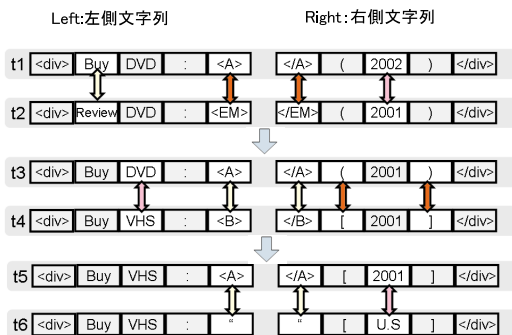 Left:左側文字列 Right:右側文字列
t1 <div> Buy DVD : <A> </A> ( 2002 ) </div>
t2 <div> Review DVD : <EM> </EM> ( 2001 ) </div>
t3 <div> Buy DVD : <A> </A> ( 2001 ) </div>
t4 <div> Buy VHS : <B> </B> [ 2001 ] </div>
t5 <div> Buy VHS : <A> </A> [ 2001 ] </div>
t6 <div> Buy VHS : “ “ [ U.S ] </div>